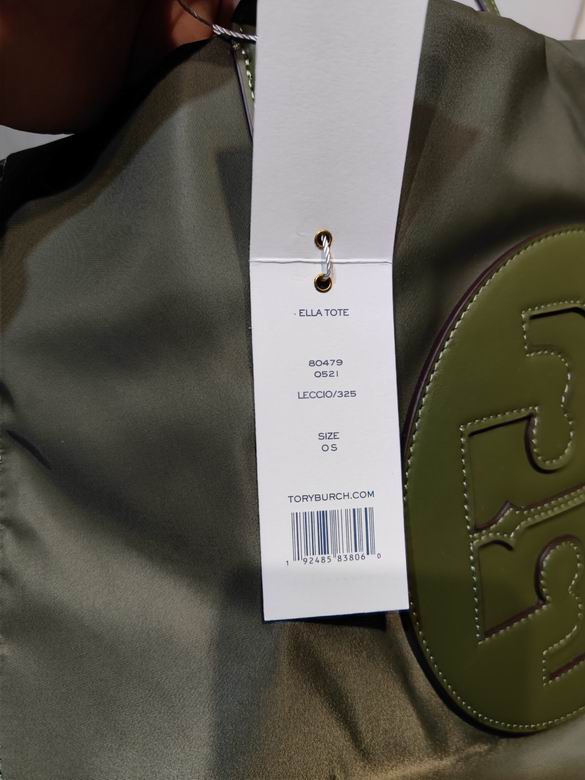 ELLA TOTE
80479
0521
LECCIO/325
SIZE
OS
TORYBURCH.COM
1 92485 83806 0